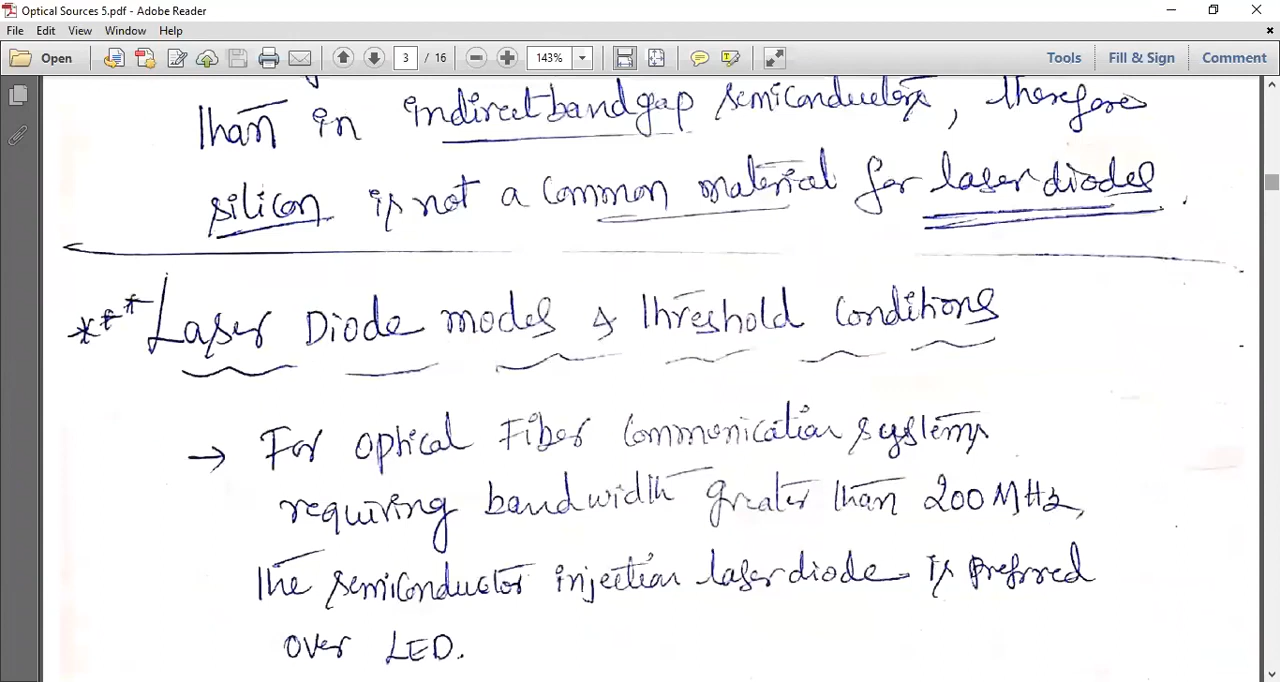 Optical Sources 5.pdf - Adobe Reader
File Edit View Window Help
Open 3 / 16 143% Tools Fill & Sign Comment
than in indirect bandgap semiconductors, therefore
silicon is not a common material for laser diodes.
*** Laser Diode modes & threshold conditions
→ For optical Fiber communication systems
requiring bandwidth greater than 200 MHz,
the semiconductor injection laser diode is preferred
over LED.